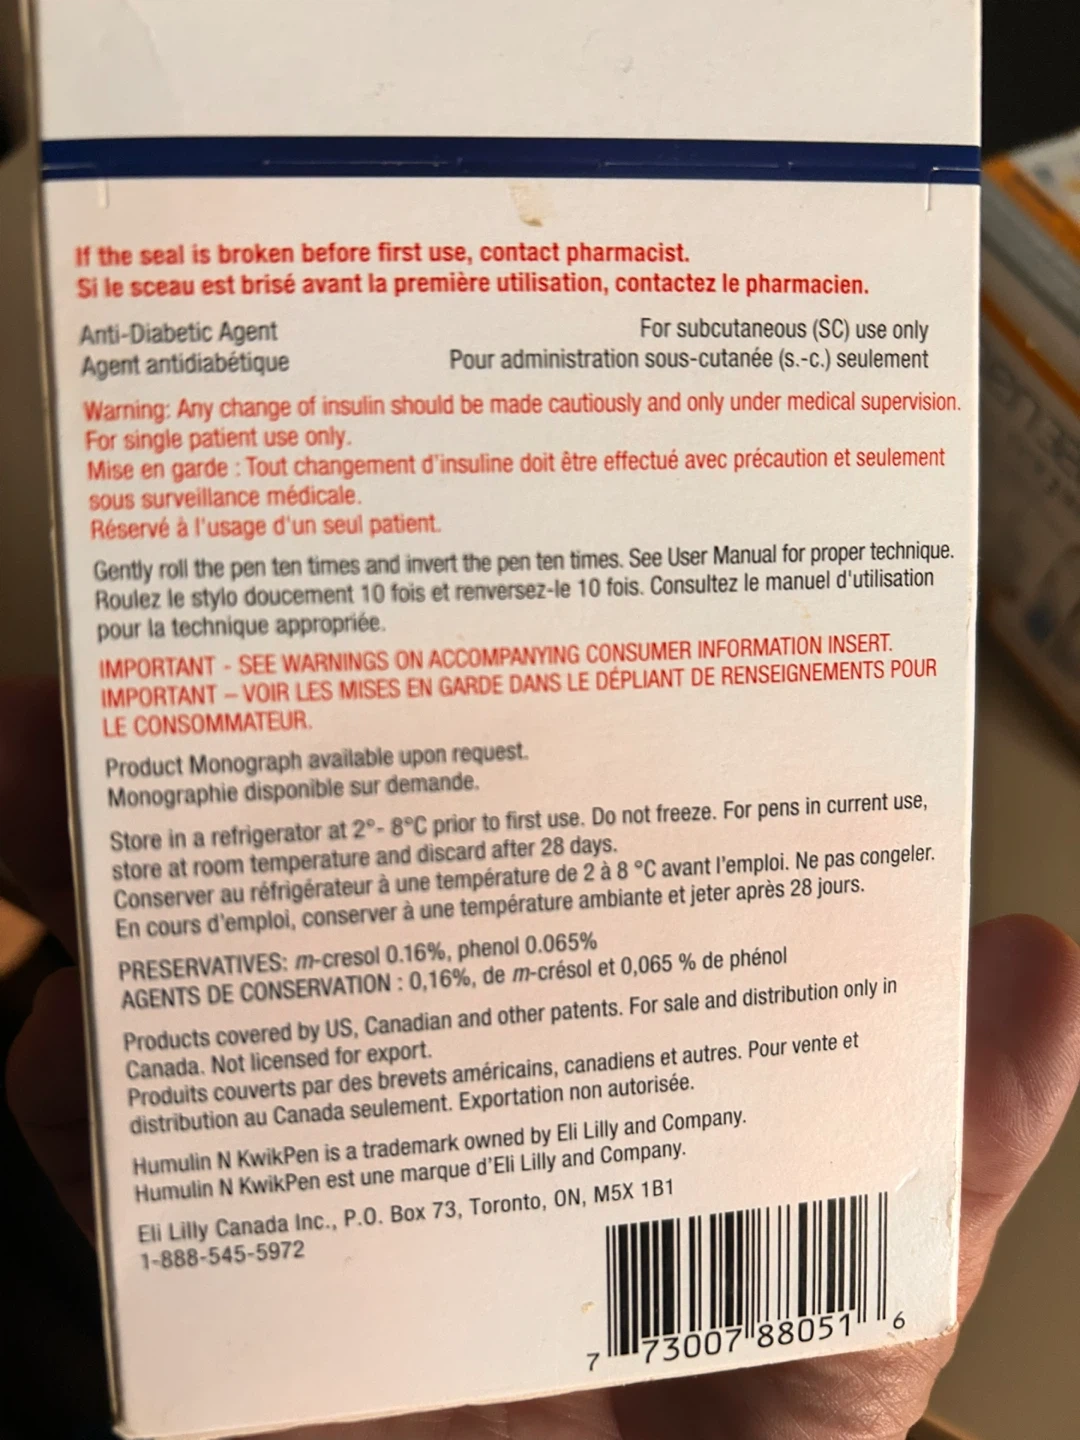 If the seal is broken before first use, contact pharmacist.
Si le sceau est brisé avant la première utilisation, contactez le pharmacien.
Anti-Diabetic Agent
Agent antidiabétique
For subcutaneous (SC) use only
Pour administration sous-cutanée (s.-c.) seulement
Warning: Any change of insulin should be made cautiously and only under medical supervision.
For single patient use only.
Mise en garde : Tout changement d'insuline doit être effectué avec précaution et seulement
sous surveillance médicale.
Réservé à l'usage d'un seul patient.
Gently roll the pen ten times and invert the pen ten times. See User Manual for proper technique.
Roulez le stylo doucement 10 fois et renversez-le 10 fois. Consultez le manuel d'utilisation
pour la technique appropriée.
IMPORTANT - SEE WARNINGS ON ACCOMPANYING CONSUMER INFORMATION INSERT.
IMPORTANT – VOIR LES MISES EN GARDE DANS LE DÉPLIANT DE RENSEIGNEMENTS POUR
LE CONSOMMATEUR.
Product Monograph available upon request.
Monographie disponible sur demande.
Store in a refrigerator at 2°- 8°C prior to first use. Do not freeze. For pens in current use,
store at room temperature and discard after 28 days.
Conserver au réfrigérateur à une température de 2 à 8 °C avant l'emploi. Ne pas congeler.
En cours d'emploi, conserver à une température ambiante et jeter après 28 jours.
PRESERVATIVES: m-cresol 0.16%, phenol 0.065%
AGENTS DE CONSERVATION : 0,16%, de m-crésol et 0,065 % de phénol
Products covered by US, Canadian and other patents. For sale and distribution only in
Canada. Not licensed for export.
Produits couverts par des brevets américains, canadiens et autres. Pour vente et
distribution au Canada seulement. Exportation non autorisée.
Humulin N KwikPen is a trademark owned by Eli Lilly and Company.
Humulin N KwikPen est une marque d'Eli Lilly and Company.
Eli Lilly Canada Inc., P.O. Box 73, Toronto, ON, M5X 1B1
1-888-545-5972
7 73007 88051 6